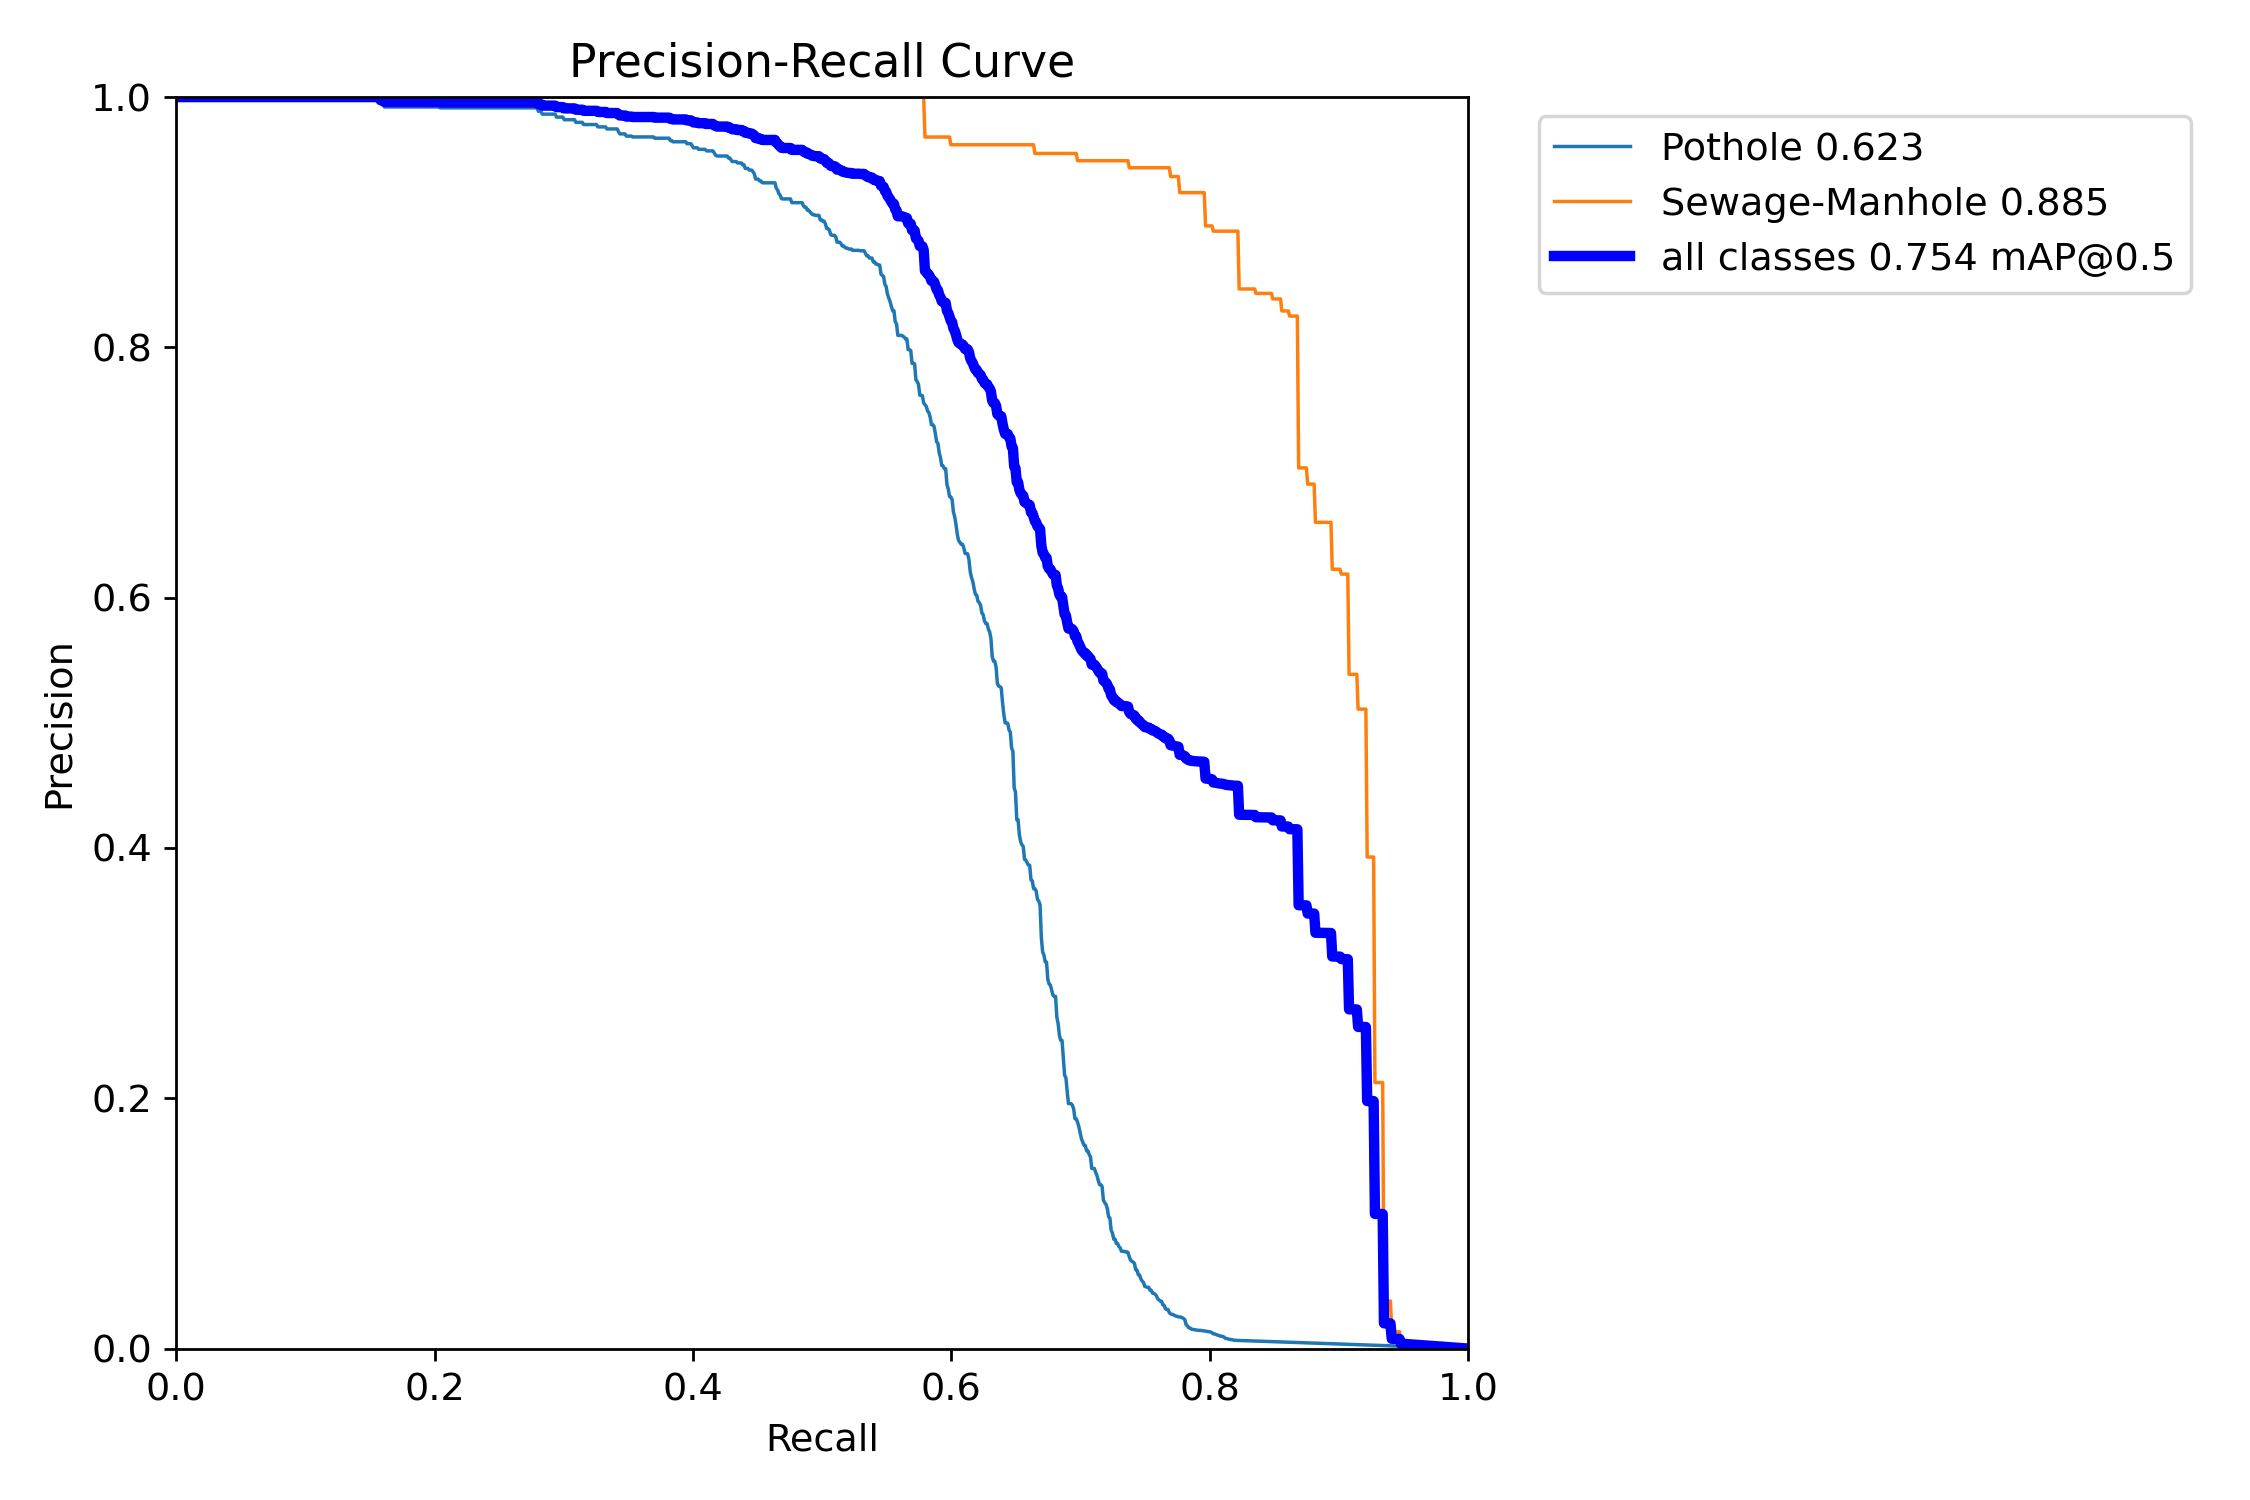 Precision-Recall Curve
Pothole 0.623
Sewage-Manhole 0.885
all classes 0.754 mAP@0.5
Precision
1.0
0.8
0.6
0.4
0.2
0.0
0.0 0.2 0.4 0.6 0.8 1.0
Recall